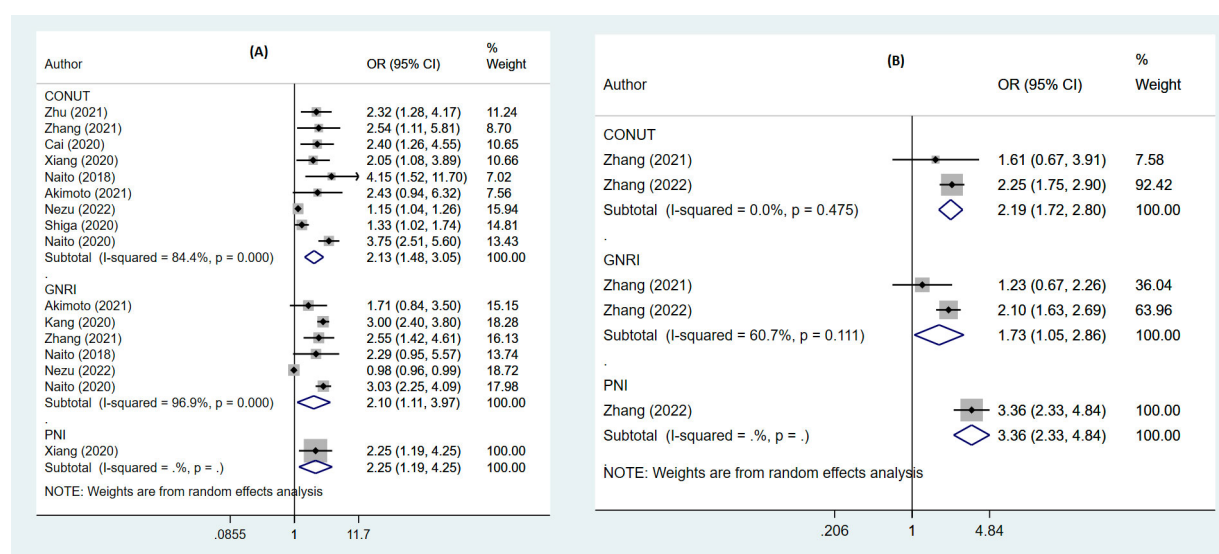 (A)
%
Author OR (95% CI) Weight
CONUT
Zhu (2021) 2.32 (1.28, 4.17) 11.24
Zhang (2021) 2.54 (1.11, 5.81) 8.70
Cai (2020) 2.40 (1.26, 4.55) 10.65
Xiang (2020) 2.05 (1.08, 3.89) 10.66
Naito (2018) 4.15 (1.52, 11.70) 7.02
Akimoto (2021) 2.43 (0.94, 6.32) 7.56
Nezu (2022) 1.15 (1.04, 1.26) 15.94
Shiga (2020) 1.33 (1.02, 1.74) 14.81
Naito (2020) 3.75 (2.51, 5.60) 13.43
Subtotal (I-squared = 84.4%, p = 0.000) 2.13 (1.48, 3.05) 100.00
.
GNRI
Akimoto (2021) 1.71 (0.84, 3.50) 15.15
Kang (2020) 3.00 (2.40, 3.80) 18.28
Zhang (2021) 2.55 (1.42, 4.61) 16.13
Naito (2018) 2.29 (0.95, 5.57) 13.74
Nezu (2022) 0.98 (0.96, 0.99) 18.72
Naito (2020) 3.03 (2.25, 4.09) 17.98
Subtotal (I-squared = 96.9%, p = 0.000) 2.10 (1.11, 3.97) 100.00
.
PNI
Xiang (2020) 2.25 (1.19, 4.25) 100.00
Subtotal (I-squared = .%, p = .) 2.25 (1.19, 4.25) 100.00
NOTE: Weights are from random effects analysis
.0855 1 11.7
(B)
%
Author OR (95% CI) Weight
CONUT
Zhang (2021) 1.61 (0.67, 3.91) 7.58
Zhang (2022) 2.25 (1.75, 2.90) 92.42
Subtotal (I-squared = 0.0%, p = 0.475) 2.19 (1.72, 2.80) 100.00
.
GNRI
Zhang (2021) 1.23 (0.67, 2.26) 36.04
Zhang (2022) 2.10 (1.63, 2.69) 63.96
Subtotal (I-squared = 60.7%, p = 0.111) 1.73 (1.05, 2.86) 100.00
.
PNI
Zhang (2022) 3.36 (2.33, 4.84) 100.00
Subtotal (I-squared = .%, p = .) 3.36 (2.33, 4.84) 100.00
.
NOTE: Weights are from random effects analysis
.206 1 4.84